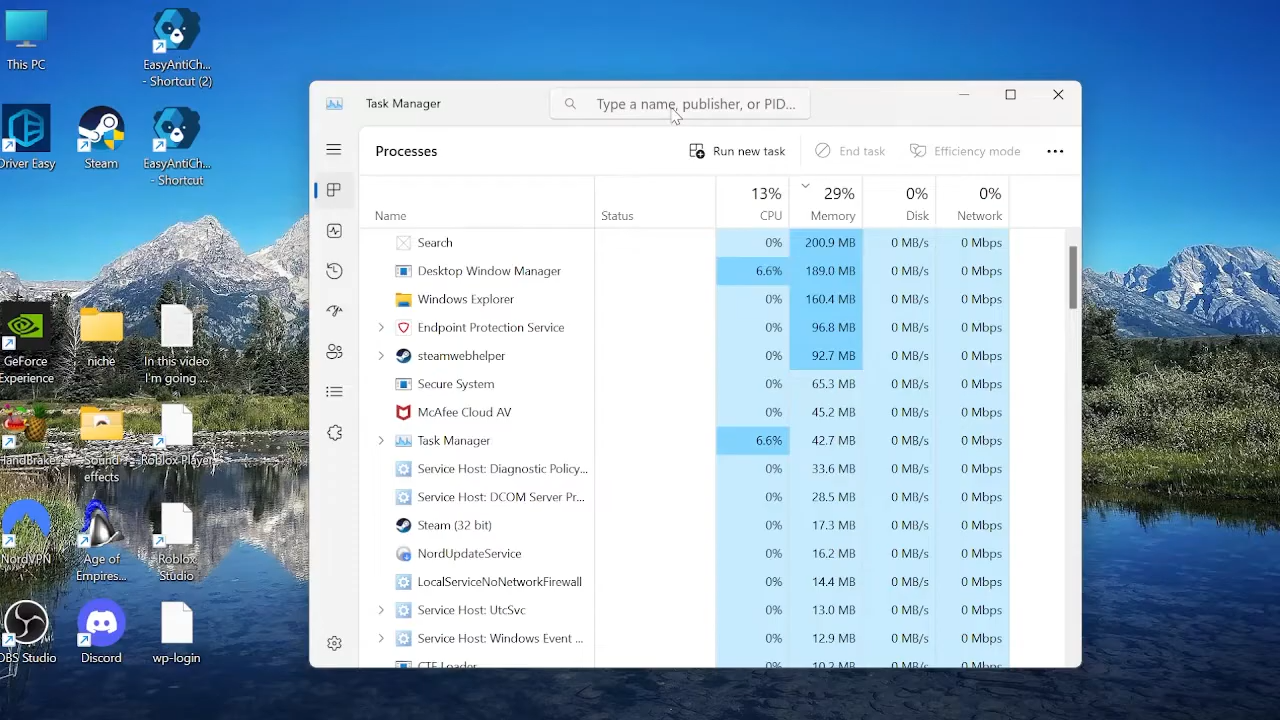 This PC
EasyAntiCh...
- Shortcut (2)
Driver Easy
Steam
EasyAntiCh...
- Shortcut
GeForce
Experience
niche
In this video
I'm going ...
HandBrake
sound
effects
Roblox Player
NordVPN
Age of
Empires...
Roblox
Studio
OBS Studio
Discord
wp-login
Task Manager
Type a name, publisher, or PID...
Processes
Run new task
End task
Efficiency mode
Name Status 13% CPU 29% Memory 0% Disk 0% Network
Search 0% 200.9 MB 0 MB/s 0 Mbps
Desktop Window Manager 6.6% 189.0 MB 0 MB/s 0 Mbps
Windows Explorer 0% 160.4 MB 0 MB/s 0 Mbps
Endpoint Protection Service 0% 96.8 MB 0 MB/s 0 Mbps
steamwebhelper 0% 92.7 MB 0 MB/s 0 Mbps
Secure System 0% 65.3 MB 0 MB/s 0 Mbps
McAfee Cloud AV 0% 45.2 MB 0 MB/s 0 Mbps
Task Manager 6.6% 42.7 MB 0 MB/s 0 Mbps
Service Host: Diagnostic Policy... 0% 33.6 MB 0 MB/s 0 Mbps
Service Host: DCOM Server Pr... 0% 28.5 MB 0 MB/s 0 Mbps
Steam (32 bit) 0% 17.3 MB 0 MB/s 0 Mbps
NordUpdateService 0% 16.2 MB 0 MB/s 0 Mbps
LocalServiceNoNetworkFirewall 0% 14.4 MB 0 MB/s 0 Mbps
Service Host: UtcSvc 0% 13.0 MB 0 MB/s 0 Mbps
Service Host: Windows Event ... 0% 12.9 MB 0 MB/s 0 Mbps
CTF Loader 0% 10.2 MB 0 MB/s 0 Mbps